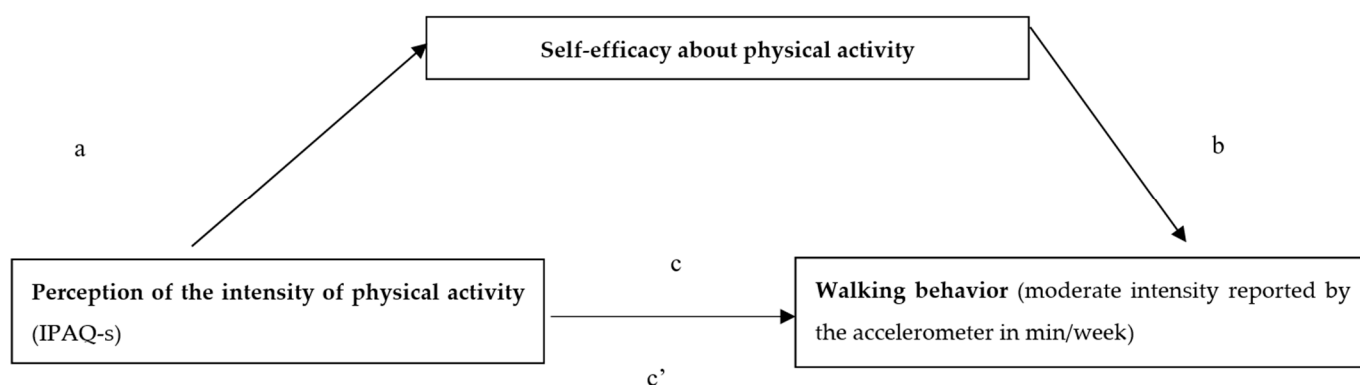 Self-efficacy about physical activity
a
b
c
Perception of the intensity of physical activity
(IPAQ-s)
Walking behavior (moderate intensity reported by
the accelerometer in min/week)
c’